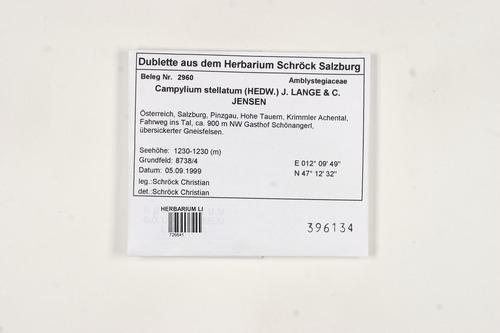 Dublette aus dem Herbarium Schröck Salzburg
Beleg Nr. 2960 Amblystegiaceae
Campylium stellatum (HEDW.) J. LANGE & C.
JENSEN
Österreich, Salzburg, Pinzgau, Hohe Tauern, Krimmler Achental,
Fahrweg ins Tal, ca. 900 m NW Gasthof Schönangerl,
übersickerter Gneisfelsen.
Seehöhe: 1230-1230 (m)
Grundfeld: 8738/4 E 012° 09' 49"
Datum: 05.09.1999 N 47° 12' 32"
leg.:Schröck Christian
det.:Schröck Christian
HERBARIUM LI
726641
396134